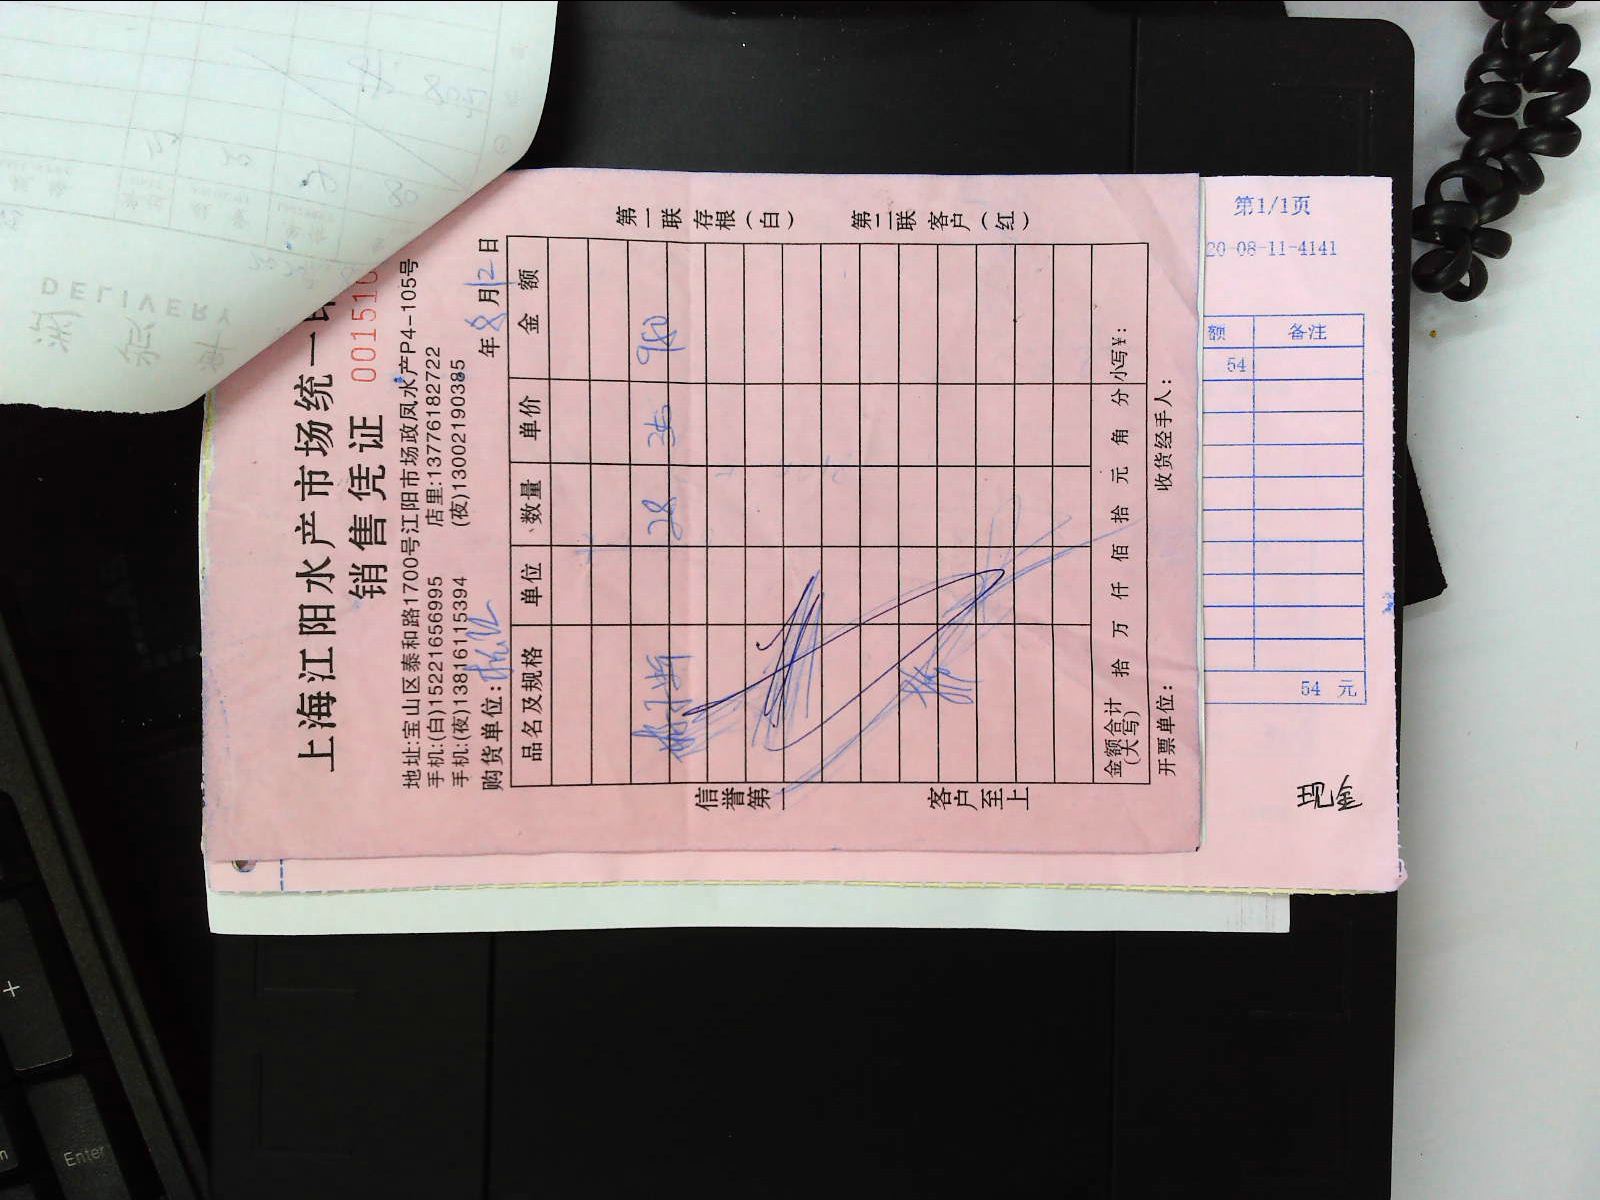 上海江阳水产市场统一
销售凭证
001510
地址:宝山区泰和路1700号江阳市场政凤水产P4-105号
手机:(白)15221656995 店里:13776182722
手机:(夜)13816115394 (夜)13002190385
购货单位: 年 8 月 12 日
品名及规格 单位 数量 单价 金额
28 35 980
金额合计(大写) 拾 万 仟 佰 拾 元 角 分 小写¥:
开票单位: 收货经手人:
信誉第一 客户至上
第一联 存根(白) 第二联 客户(红)
第1/1页
20-08-11-4141
额 备注
54
54 元
现金
DELIVERY
Enter
+